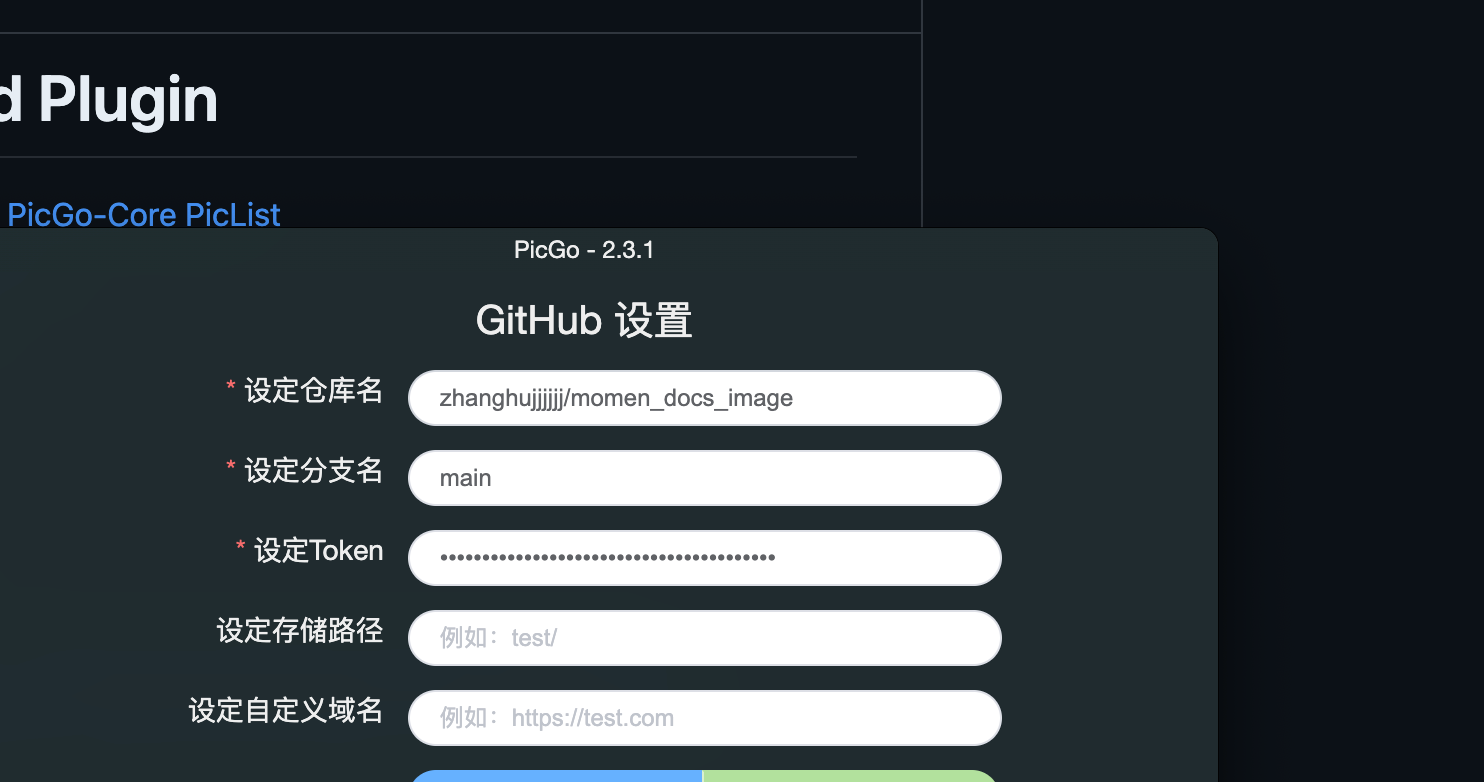 d Plugin
PicGo-Core PicList
PicGo - 2.3.1
GitHub 设置
* 设定仓库名 zhanghujjjjjj/momen_docs_image
* 设定分支名 main
* 设定Token ••••••••••••••••••••••••••••••••••••••••
设定存储路径 例如：test/
设定自定义域名 例如：https://test.com